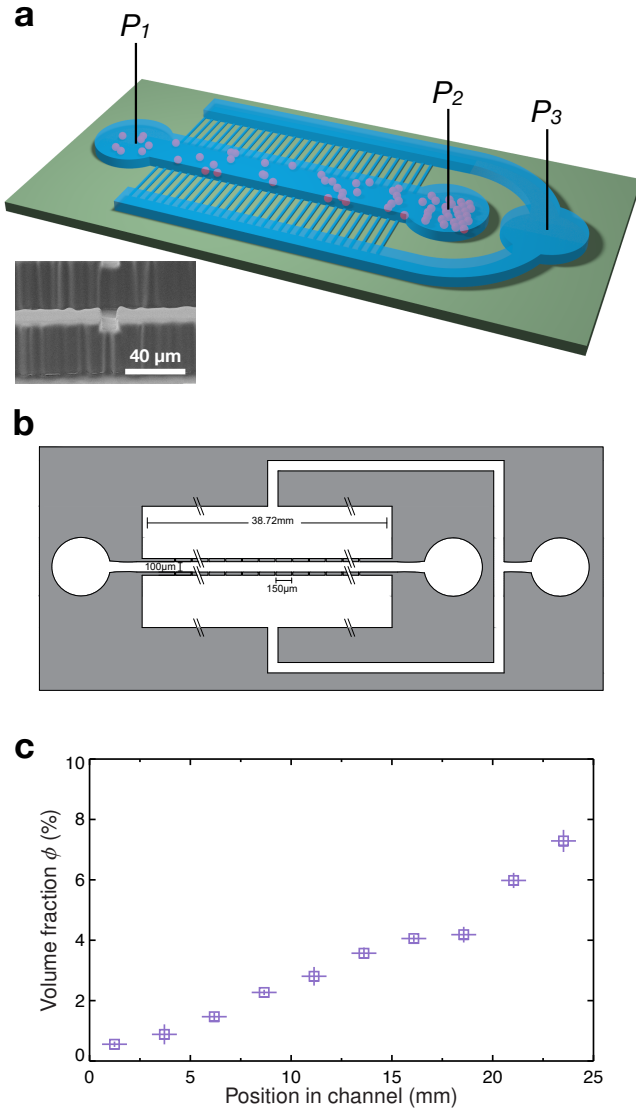 a
P1
P2
P3
40 µm
b
38.72mm
100µm
150µm
c
10
8
6
4
2
0
Volume fraction ϕ (%)
0 5 10 15 20 25
Position in channel (mm)